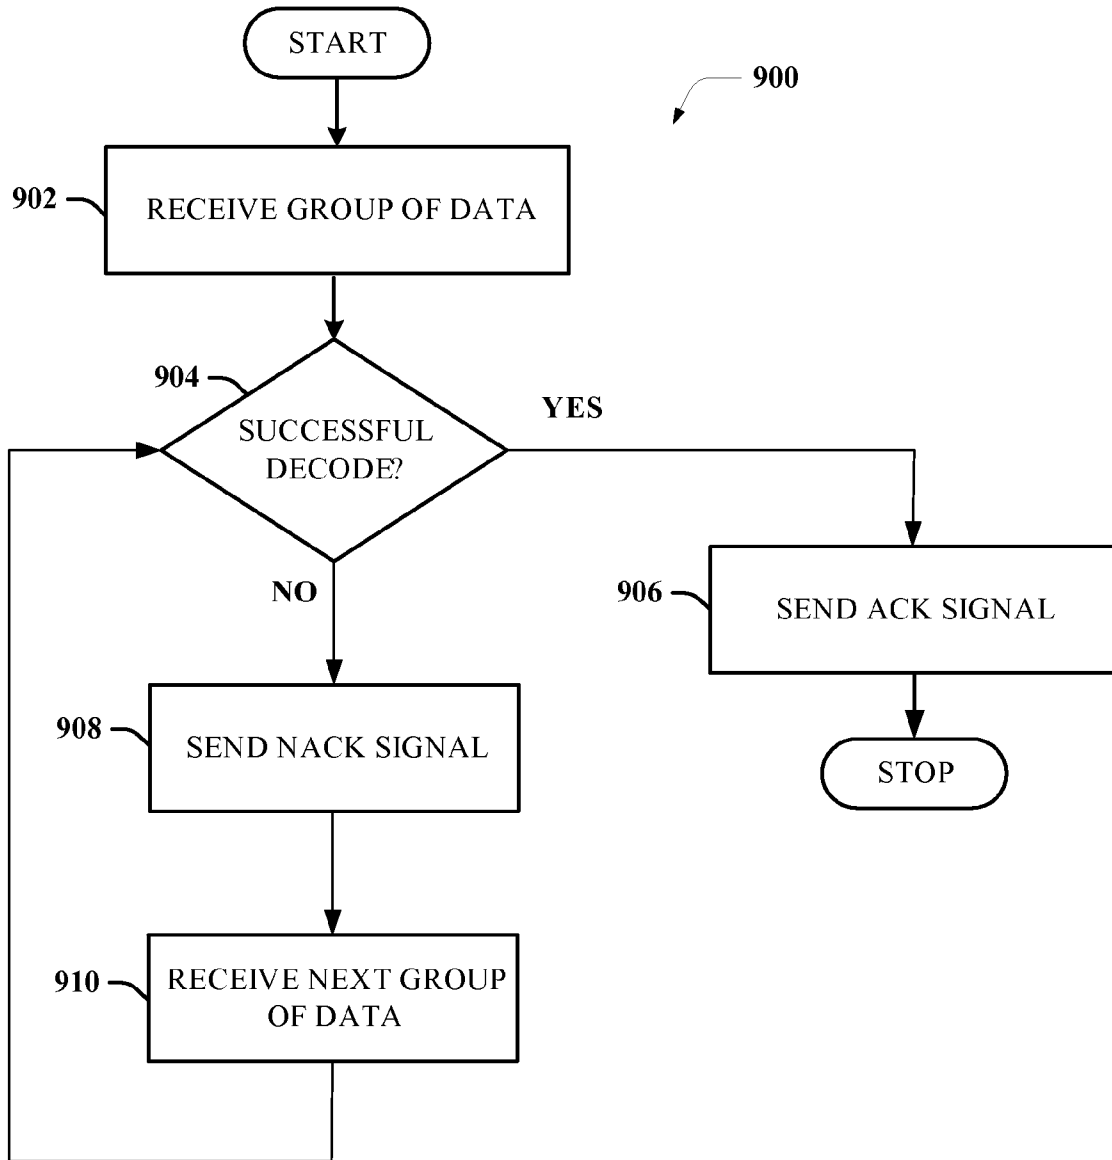 START
900
902
RECEIVE GROUP OF DATA
904
SUCCESSFUL
DECODE?
YES
NO
906
SEND ACK SIGNAL
908
SEND NACK SIGNAL
STOP
910
RECEIVE NEXT GROUP
OF DATA